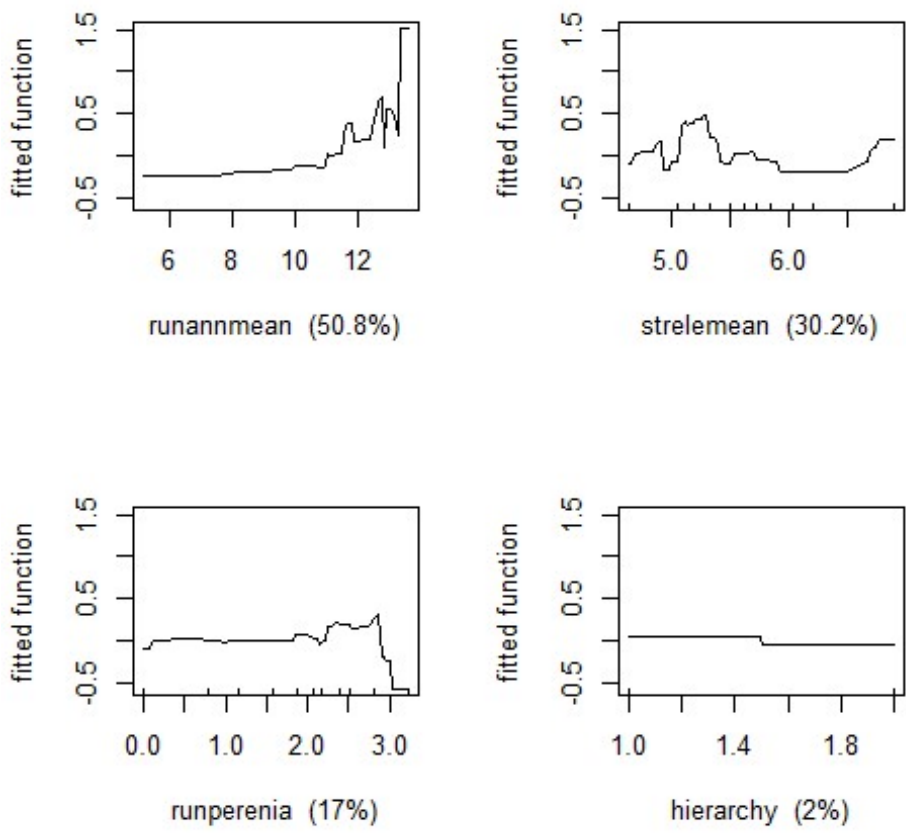 fitted function
1.5
0.5
-0.5
6 8 10 12
runannmean (50.8%)
fitted function
1.5
0.5
-0.5
5.0 6.0
strelemean (30.2%)
fitted function
1.5
0.5
-0.5
0.0 1.0 2.0 3.0
runperenia (17%)
fitted function
1.5
0.5
-0.5
1.0 1.4 1.8
hierarchy (2%)